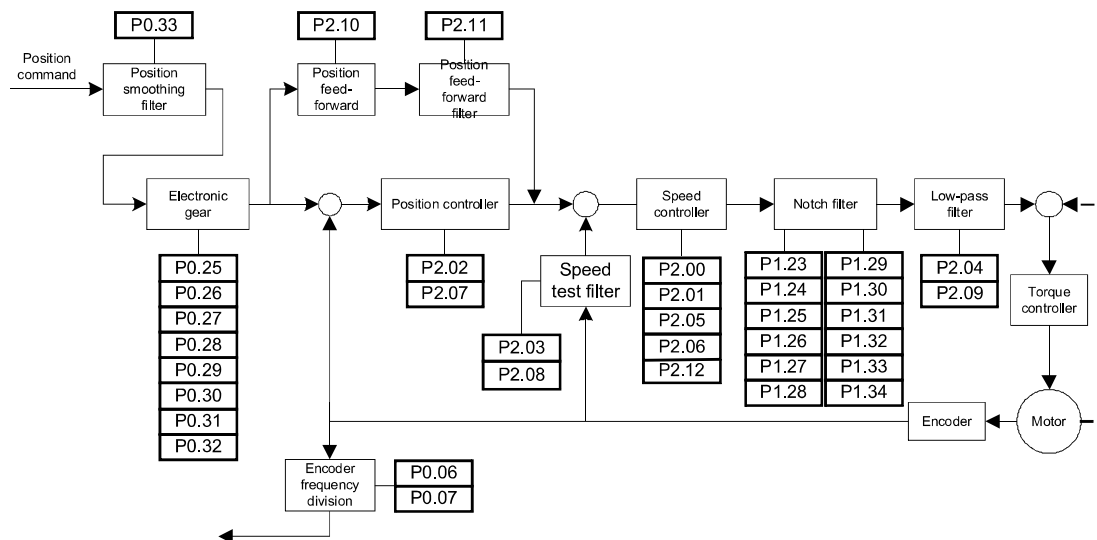 P0.33
P2.10
P2.11
Position
command
Position
smoothing
filter
Position
feed-
forward
Position
feed-
forward
filter
Electronic
gear
Position controller
Speed
controller
Notch filter
Low-pass
filter
P0.25
P0.26
P0.27
P0.28
P0.29
P0.30
P0.31
P0.32
P2.02
P2.07
Speed
test filter
P2.03
P2.08
P2.00
P2.01
P2.05
P2.06
P2.12
P1.23
P1.24
P1.25
P1.26
P1.27
P1.28
P1.29
P1.30
P1.31
P1.32
P1.33
P1.34
P2.04
P2.09
Torque
controller
Encoder
Motor
Encoder
frequency
division
P0.06
P0.07